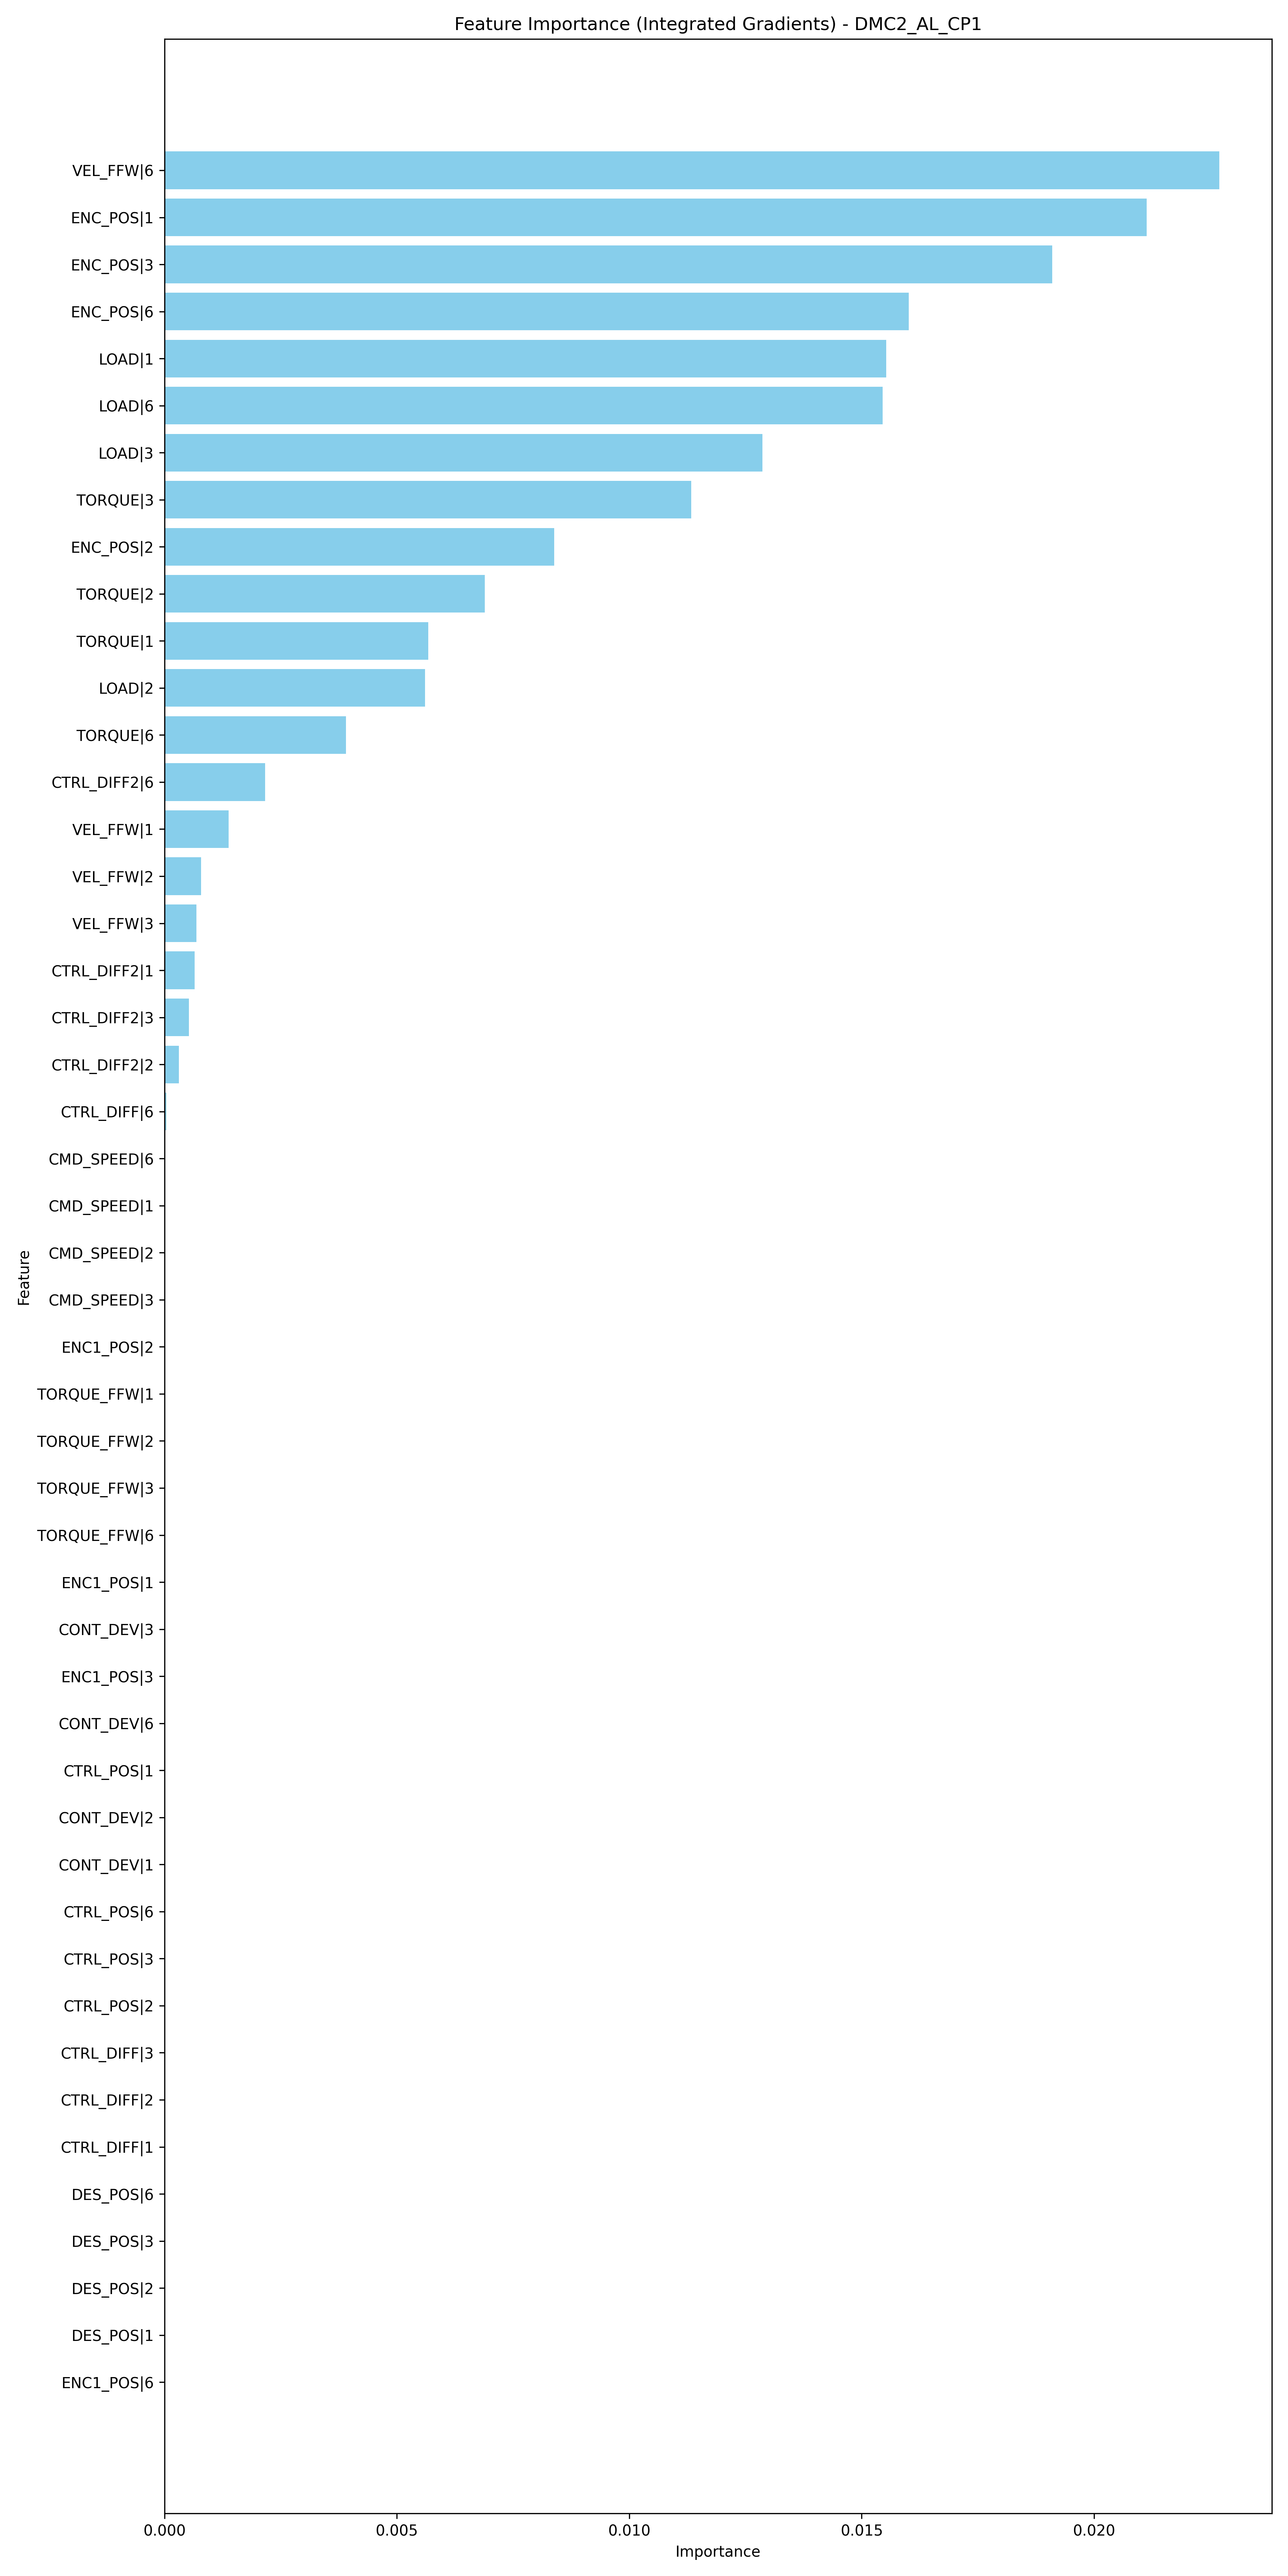 Feature Importance (Integrated Gradients) - DMC2_AL_CP1
VEL_FFW|6
ENC_POS|1
ENC_POS|3
ENC_POS|6
LOAD|1
LOAD|6
LOAD|3
TORQUE|3
ENC_POS|2
TORQUE|2
TORQUE|1
LOAD|2
TORQUE|6
CTRL_DIFF2|6
VEL_FFW|1
VEL_FFW|2
VEL_FFW|3
CTRL_DIFF2|1
CTRL_DIFF2|3
CTRL_DIFF2|2
CTRL_DIFF|6
CMD_SPEED|6
CMD_SPEED|1
CMD_SPEED|2
CMD_SPEED|3
ENC1_POS|2
TORQUE_FFW|1
TORQUE_FFW|2
TORQUE_FFW|3
TORQUE_FFW|6
ENC1_POS|1
CONT_DEV|3
ENC1_POS|3
CONT_DEV|6
CTRL_POS|1
CONT_DEV|2
CONT_DEV|1
CTRL_POS|6
CTRL_POS|3
CTRL_POS|2
CTRL_DIFF|3
CTRL_DIFF|2
CTRL_DIFF|1
DES_POS|6
DES_POS|3
DES_POS|2
DES_POS|1
ENC1_POS|6
Feature
0.000 0.005 0.010 0.015 0.020
Importance